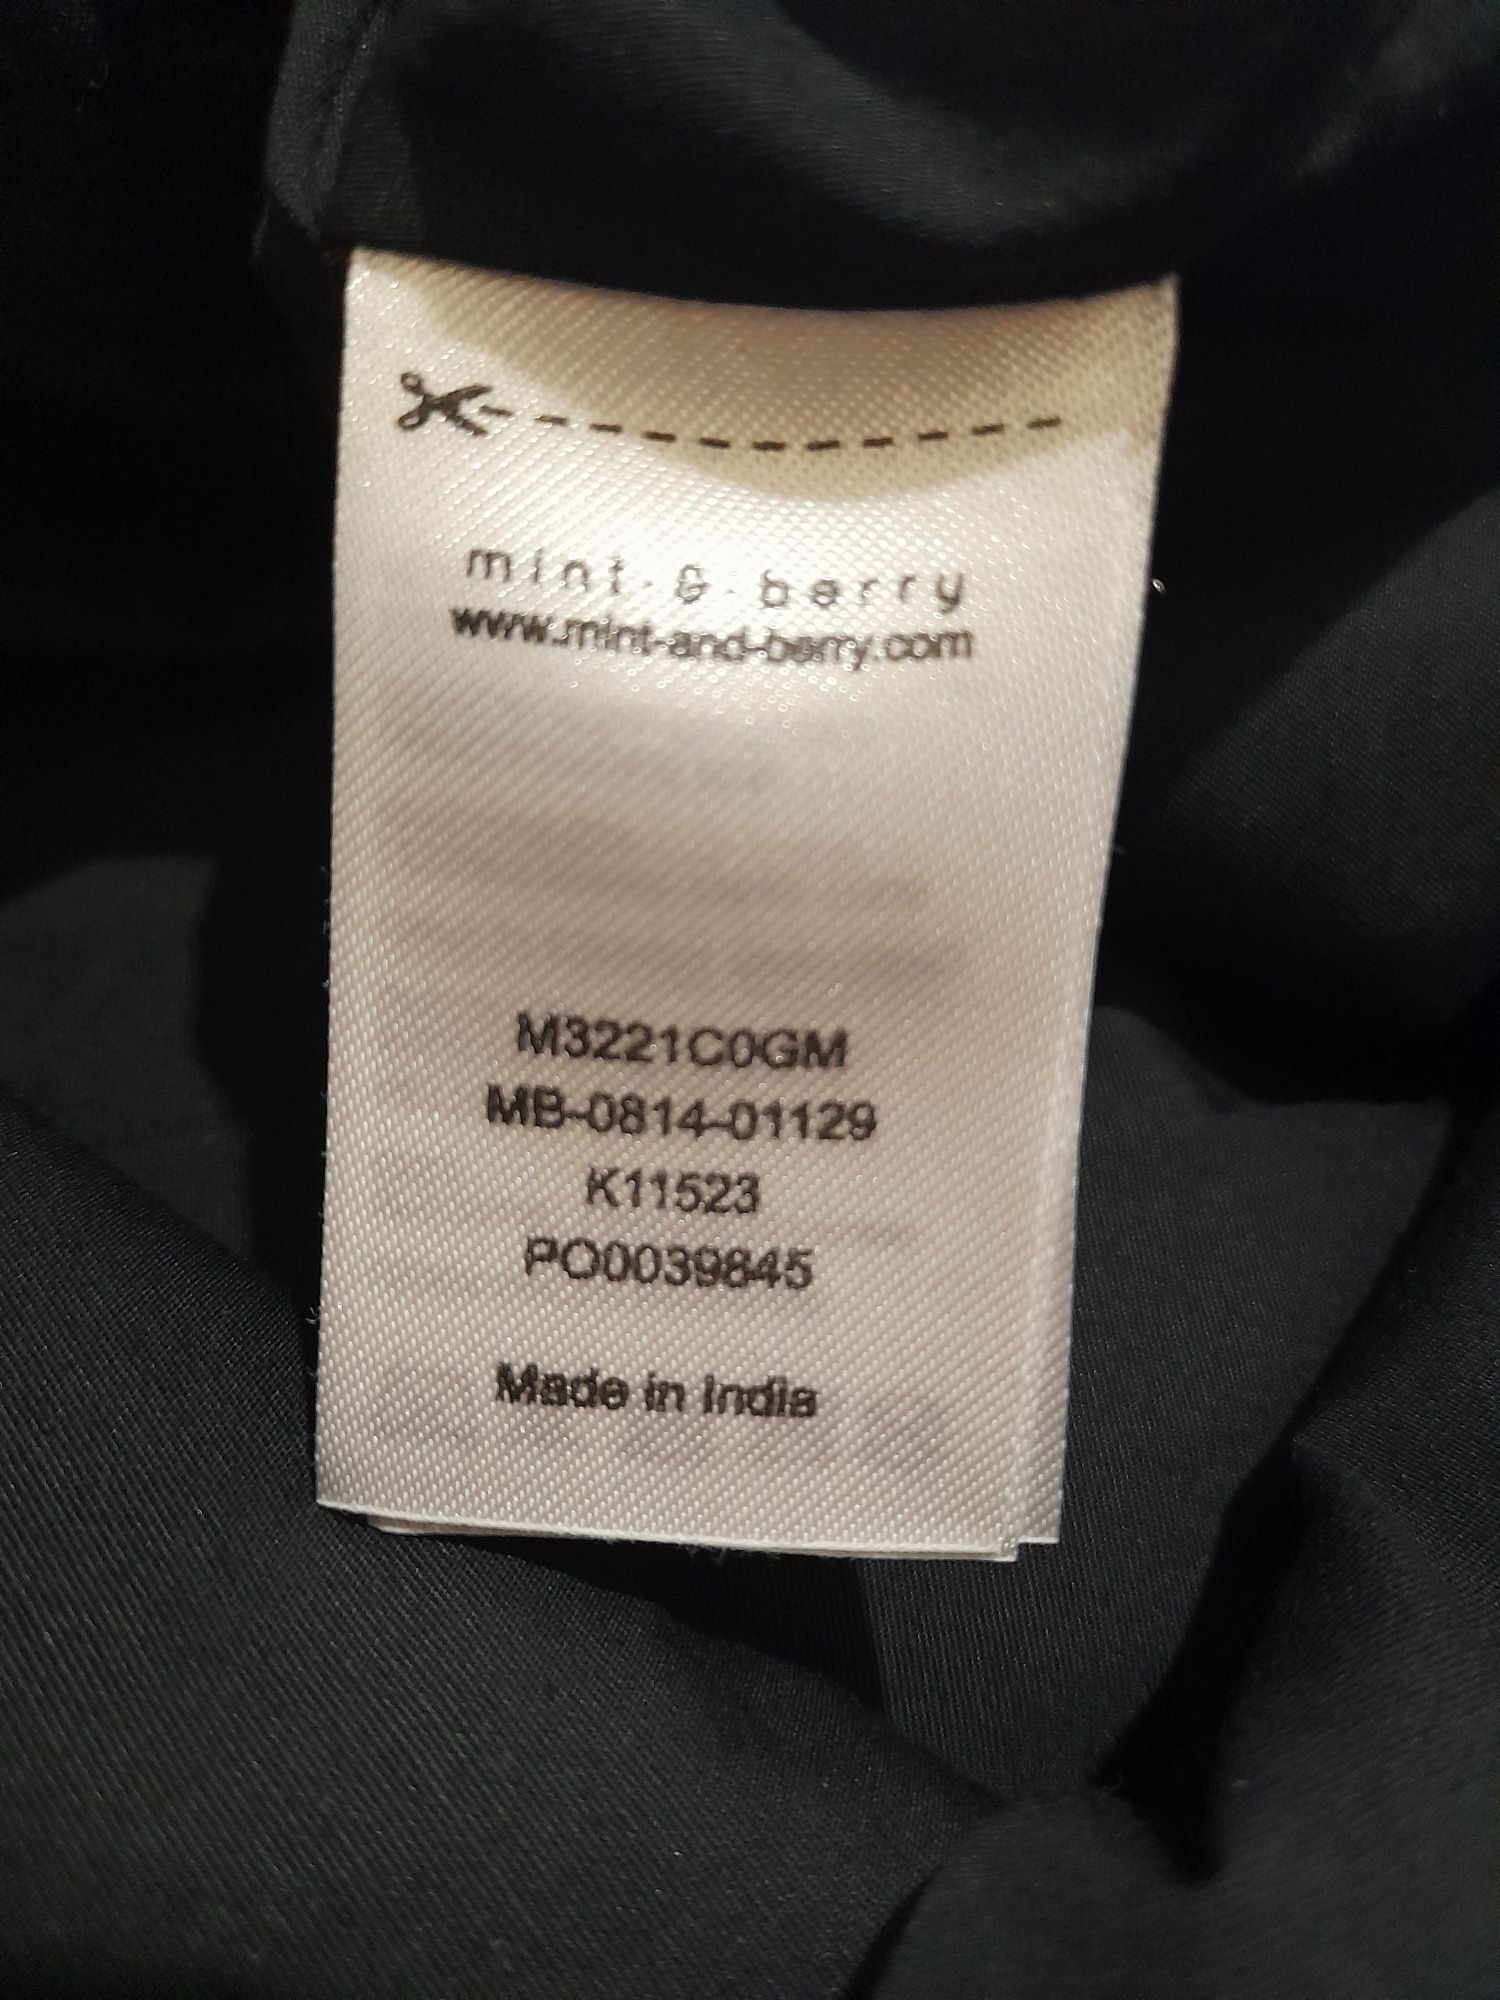 mint & berry
www.mint-and-berry.com
M3221C0GM
MB-0814-01129
K11523
PO0039845
Made in India